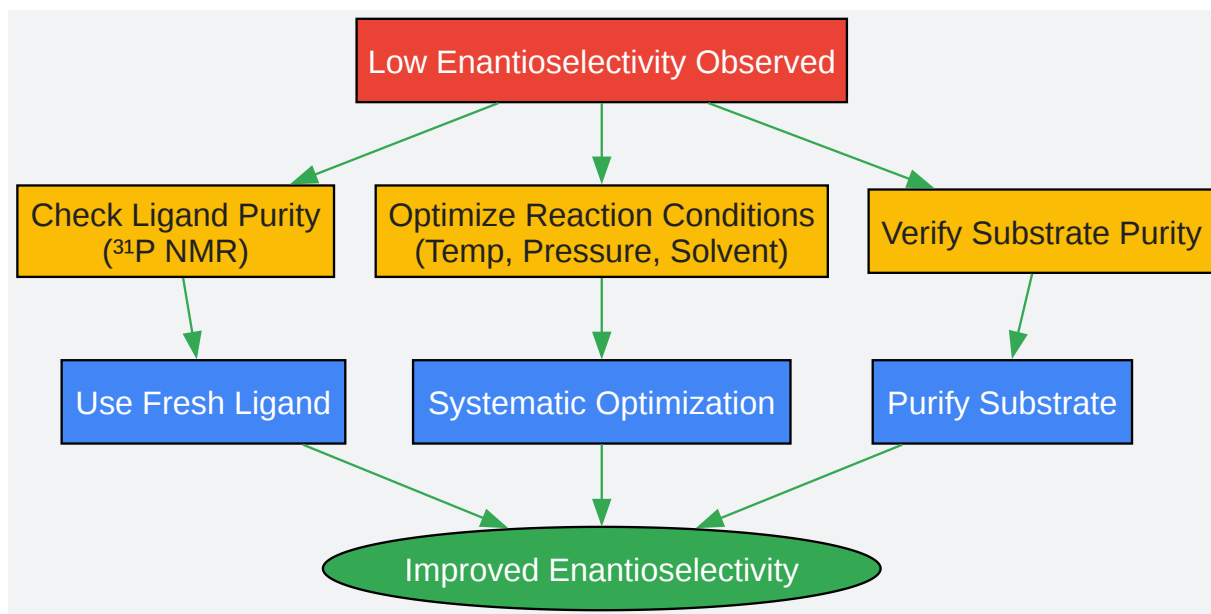 Low Enantioselectivity Observed
Check Ligand Purity
(³¹P NMR)
Optimize Reaction Conditions
(Temp, Pressure, Solvent)
Verify Substrate Purity
Use Fresh Ligand
Systematic Optimization
Purify Substrate
Improved Enantioselectivity